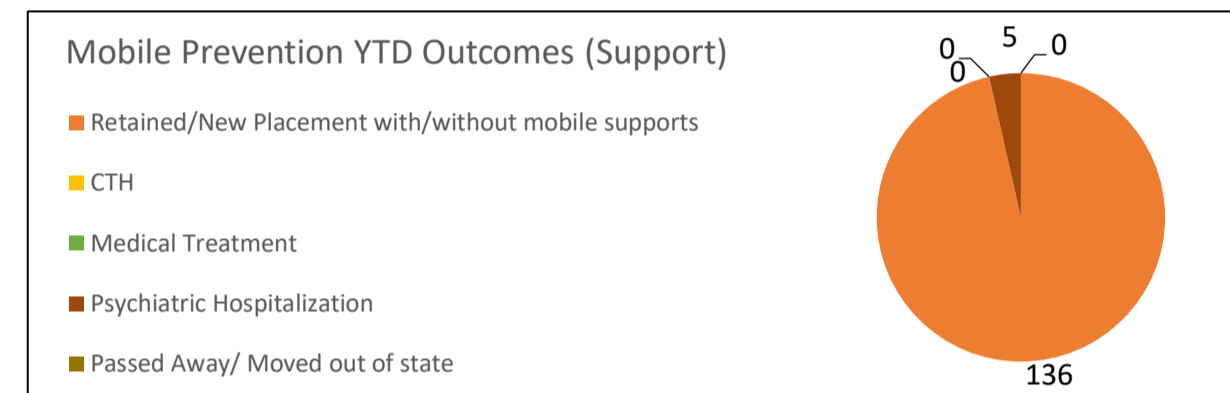 Mobile Prevention YTD Outcomes (Support)
Retained/New Placement with/without mobile supports
CTH
Medical Treatment
Psychiatric Hospitalization
Passed Away/ Moved out of state
0
0
5
0
136